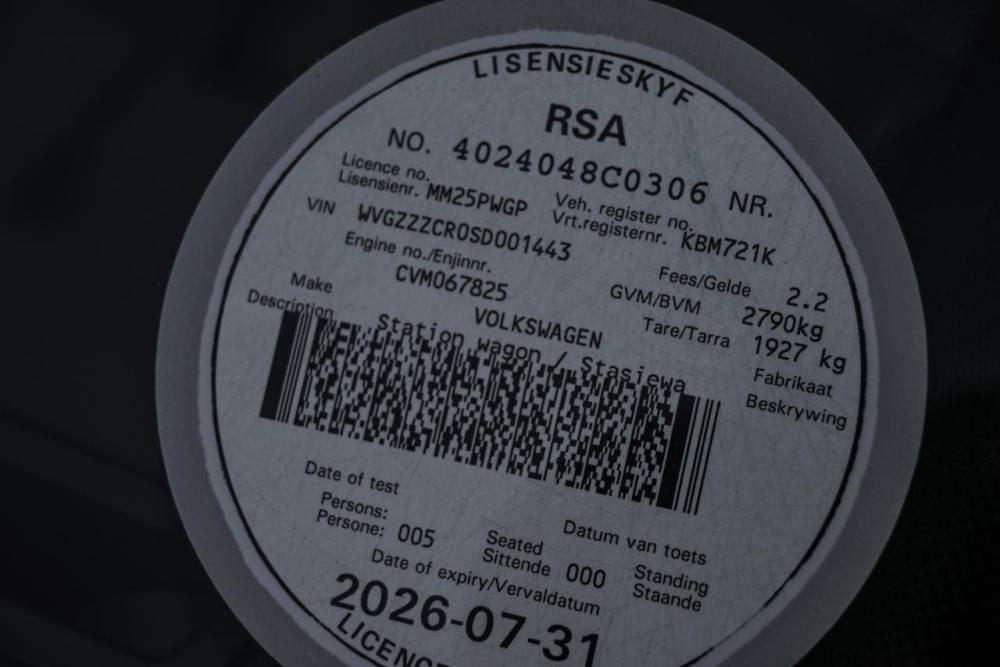 LISENSIESKYF
RSA
NO. 4024048C0306 NR.
Licence no.
Lisensienr. MM25PWGP
Veh. register no.
Vrt.registernr. KBM721K
VIN WVGZZZCR0SD001443
Engine no./Enjinnr.
CVM067825
Fees/Gelde 2.2
GVM/BVM 2790kg
Tare/Tarra 1927 kg
Make VOLKSWAGEN Fabrikaat
Description Station wagon / Stasiewa Beskrywing
Date of test Datum van toets
Persons:
Persone: 005
Seated
Sittende 000
Standing
Staande
Date of expiry/Vervaldatum
2026-07-31